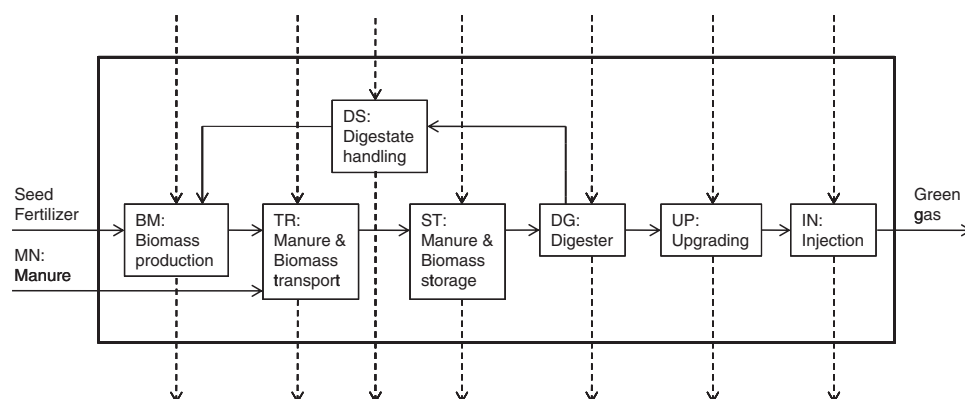 DS:
Digestate
handling
Seed
Fertilizer
MN:
Manure
BM:
Biomass
production
TR:
Manure &
Biomass
transport
ST:
Manure &
Biomass
storage
DG:
Digester
UP:
Upgrading
IN:
Injection
Green
gas